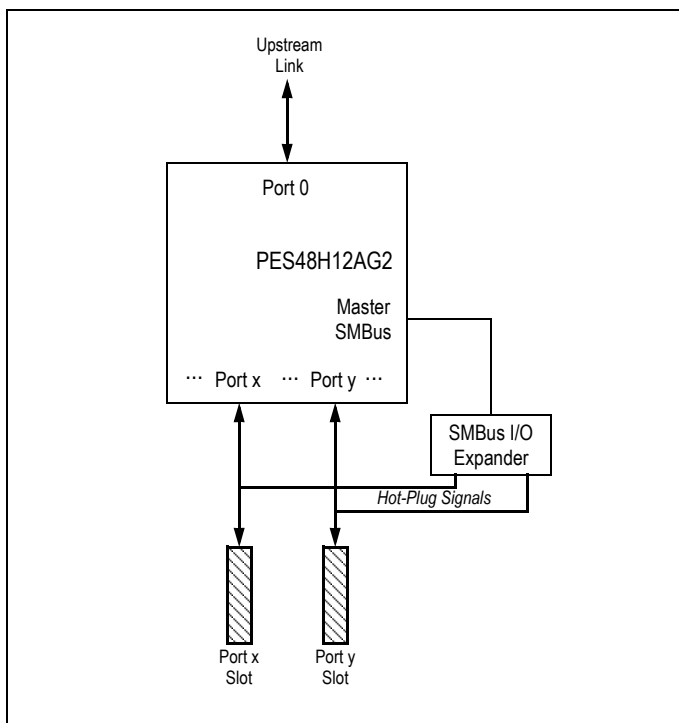 Upstream
Link
Port 0
PES48H12AG2
Master
SMBus
... Port x ... Port y ...
SMBus I/O
Expander
Hot-Plug Signals
Port x
Slot
Port y
Slot